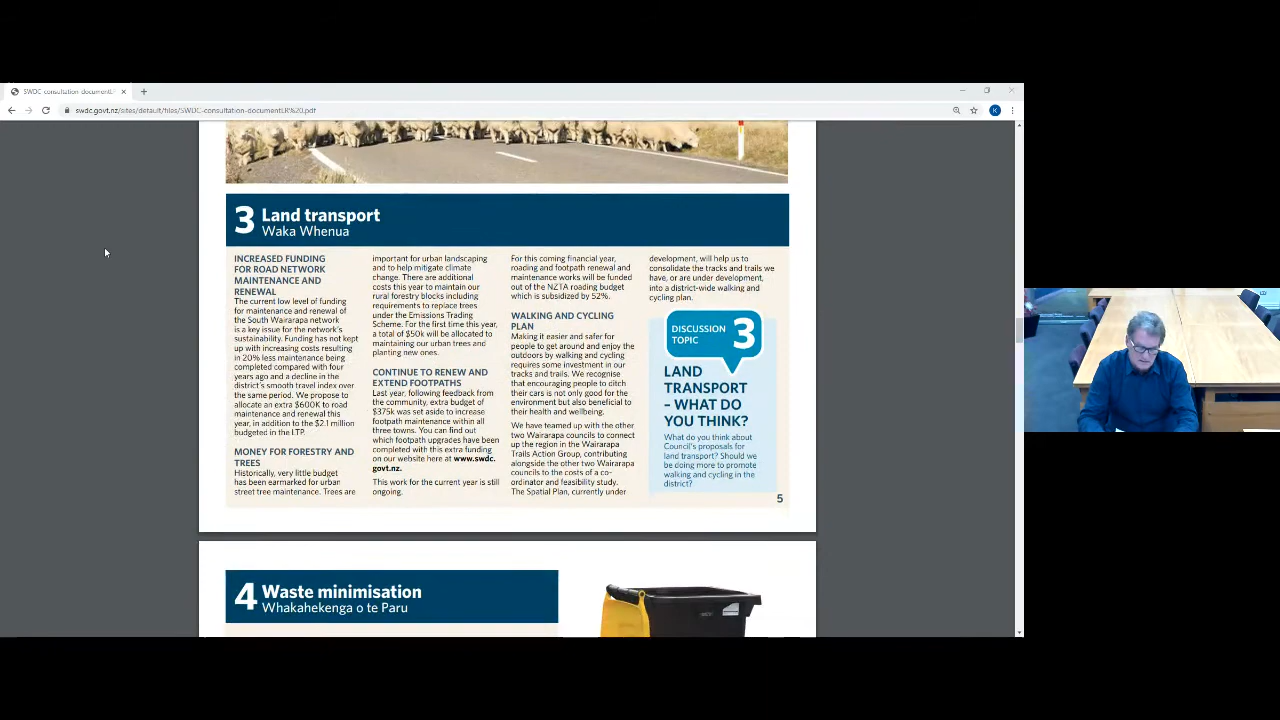 SWDC-consultation-documentL
swdc.govt.nz/sites/default/files/SWDC-consultation-documentLR%20.pdf
K
3 Land transport
Waka Whenua
INCREASED FUNDING
FOR ROAD NETWORK
MAINTENANCE AND
RENEWAL
The current low level of funding
for maintenance and renewal of
the South Wairarapa network
is a key issue for the network's
sustainability. Funding has not kept
up with increasing costs resulting
in 20% less maintenance being
completed compared with four
years ago and a decline in the
district's smooth travel index over
the same period. We propose to
allocate an extra $600K to road
maintenance and renewal this
year, in addition to the $2.1 million
budgeted in the LTP.
MONEY FOR FORESTRY AND
TREES
Historically, very little budget
has been earmarked for urban
street tree maintenance. Trees are
important for urban landscaping
and to help mitigate climate
change. There are additional
costs this year to maintain our
rural forestry blocks including
requirements to replace trees
under the Emissions Trading
Scheme. For the first time this year,
a total of $50k will be allocated to
maintaining our urban trees and
planting new ones.
CONTINUE TO RENEW AND
EXTEND FOOTPATHS
Last year, following feedback from
the community, extra budget of
$375k was set aside to increase
footpath maintenance within all
three towns. You can find out
which footpath upgrades have been
completed with this extra funding
on our website here at www.swdc.
govt.nz.
This work for the current year is still
ongoing.
For this coming financial year,
roading and footpath renewal and
maintenance works will be funded
out of the NZTA roading budget
which is subsidized by 52%.
WALKING AND CYCLING
PLAN
Making it easier and safer for
people to get around and enjoy the
outdoors by walking and cycling
requires some investment in our
tracks and trails. We recognise
that encouraging people to ditch
their cars is not only good for the
environment but also beneficial to
their health and wellbeing.
We have teamed up with the other
two Wairarapa councils to connect
up the region in the Wairarapa
Trails Action Group, contributing
alongside the other two Wairarapa
councils to the costs of a co-
ordinator and feasibility study.
The Spatial Plan, currently under
development, will help us to
consolidate the tracks and trails we
have, or are under development,
into a district-wide walking and
cycling plan.
DISCUSSION
TOPIC 3
LAND
TRANSPORT
– WHAT DO
YOU THINK?
What do you think about
Council's proposals for
land transport? Should we
be doing more to promote
walking and cycling in the
district?
5
4 Waste minimisation
Whakahekenga o te Paru